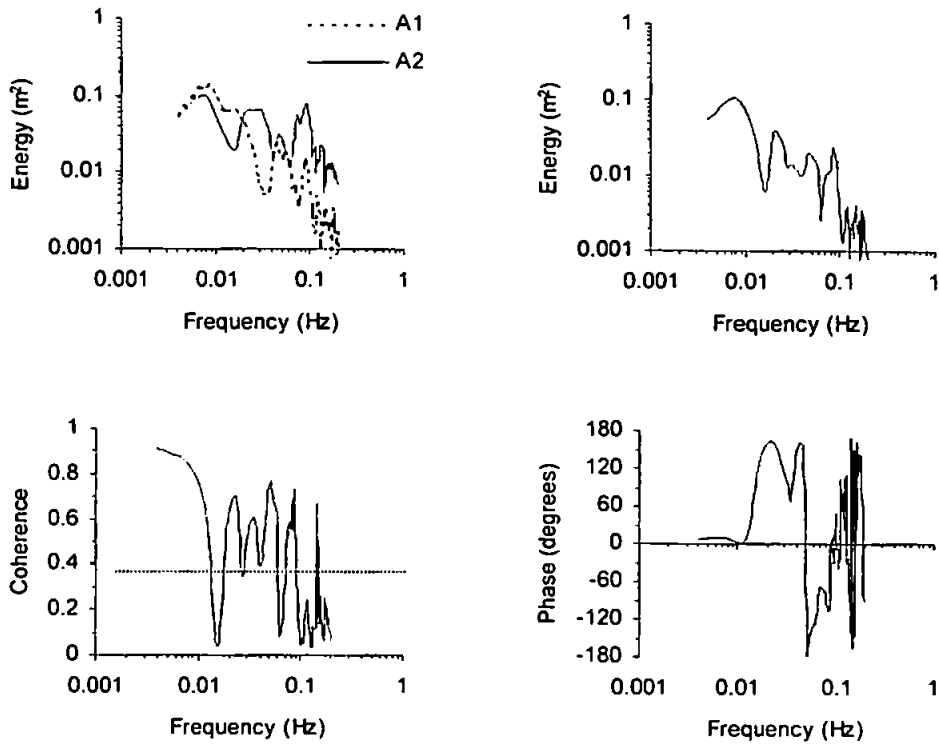 A1
A2
Energy (m²)
1
0.1
0.01
0.001
0.001 0.01 0.1 1
Frequency (Hz)
Energy (m²)
1
0.1
0.01
0.001
0.001 0.01 0.1 1
Frequency (Hz)
Coherence
1
0.8
0.6
0.4
0.2
0
0.001 0.01 0.1 1
Frequency (Hz)
Phase (degrees)
180
120
60
0
-60
-120
-180
0.001 0.01 0.1 1
Frequency (Hz)